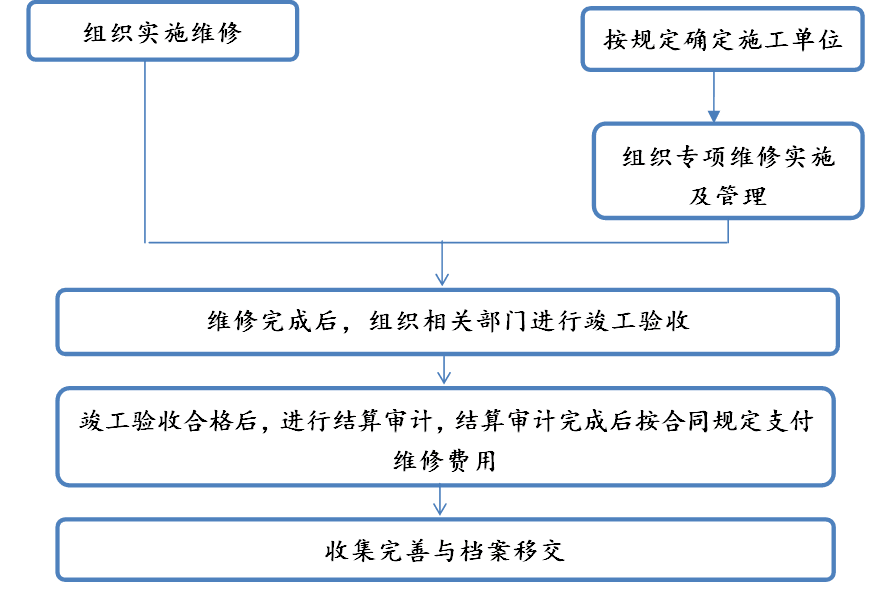 组织实施维修
按规定确定施工单位
组织专项维修实施
及管理
维修完成后，组织相关部门进行竣工验收
竣工验收合格后，进行结算审计，结算审计完成后按合同规定支付
维修费用
收集完善与档案移交